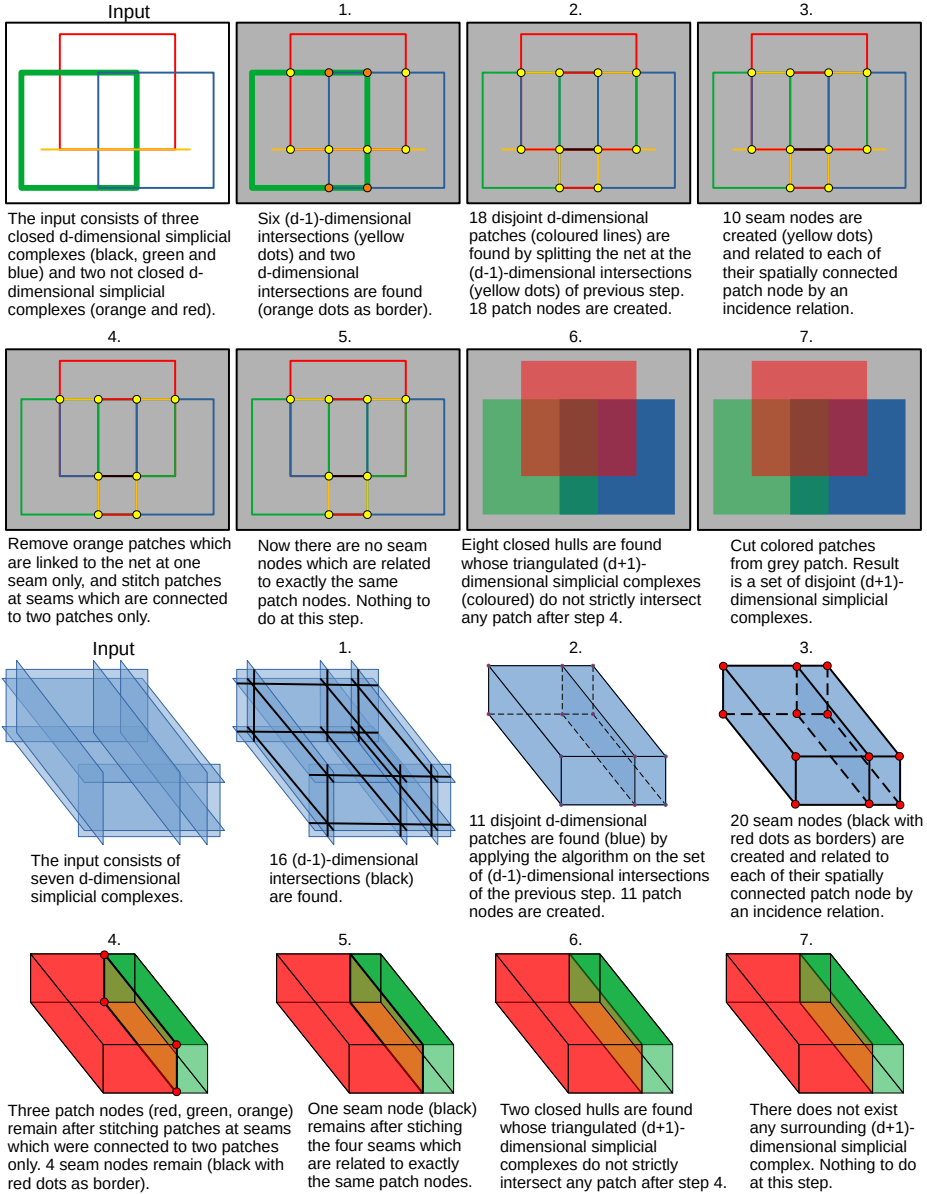 Input
1.
2.
3.
The input consists of three
closed d-dimensional simplicial
complexes (black, green and
blue) and two not closed d-
dimensional simplicial
complexes (orange and red).
Six (d-1)-dimensional
intersections (yellow
dots) and two
d-dimensional
intersections are found
(orange dots as border).
18 disjoint d-dimensional
patches (coloured lines) are
found by splitting the net at the
(d-1)-dimensional intersections
(yellow dots) of previous step.
18 patch nodes are created.
10 seam nodes are
created (yellow dots)
and related to each of
their spatially connected
patch node by an
incidence relation.
4.
5.
6.
7.
Remove orange patches which
are linked to the net at one
seam only, and stitch patches
at seams which are connected
to two patches only.
Now there are no seam
nodes which are related
to exactly the same
patch nodes. Nothing to
do at this step.
Eight closed hulls are found
whose triangulated (d+1)-
dimensional simplicial complexes
(coloured) do not strictly intersect
any patch after step 4.
Cut colored patches
from grey patch. Result
is a set of disjoint (d+1)-
dimensional simplicial
complexes.
Input
1.
2.
3.
The input consists of
seven d-dimensional
simplicial complexes.
16 (d-1)-dimensional
intersections (black)
are found.
11 disjoint d-dimensional
patches are found (blue) by
applying the algorithm on the set
of (d-1)-dimensional intersections
of the previous step. 11 patch
nodes are created.
20 seam nodes (black with
red dots as borders) are
created and related to
each of their spatially
connected patch node by
an incidence relation.
4.
5.
6.
7.
Three patch nodes (red, green, orange)
remain after stitching patches at seams
which were connected to two patches
only. 4 seam nodes remain (black with
red dots as border).
One seam node (black)
remains after stiching
the four seams which
are related to exactly
the same patch nodes.
Two closed hulls are found
whose triangulated (d+1)-
dimensional simplicial
complexes do not strictly
intersect any patch after step 4.
There does not exist
any surrounding (d+1)-
dimensional simplicial
complex. Nothing to do
at this step.